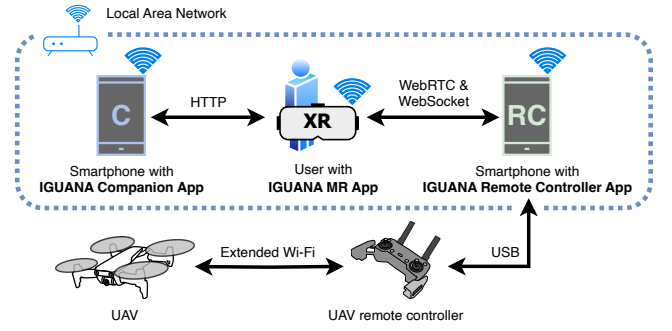 Local Area Network
C
HTTP
XR
WebRTC &
WebSocket
RC
Smartphone with
IGUANA Companion App
User with
IGUANA MR App
Smartphone with
IGUANA Remote Controller App
Extended Wi-Fi
USB
UAV
UAV remote controller